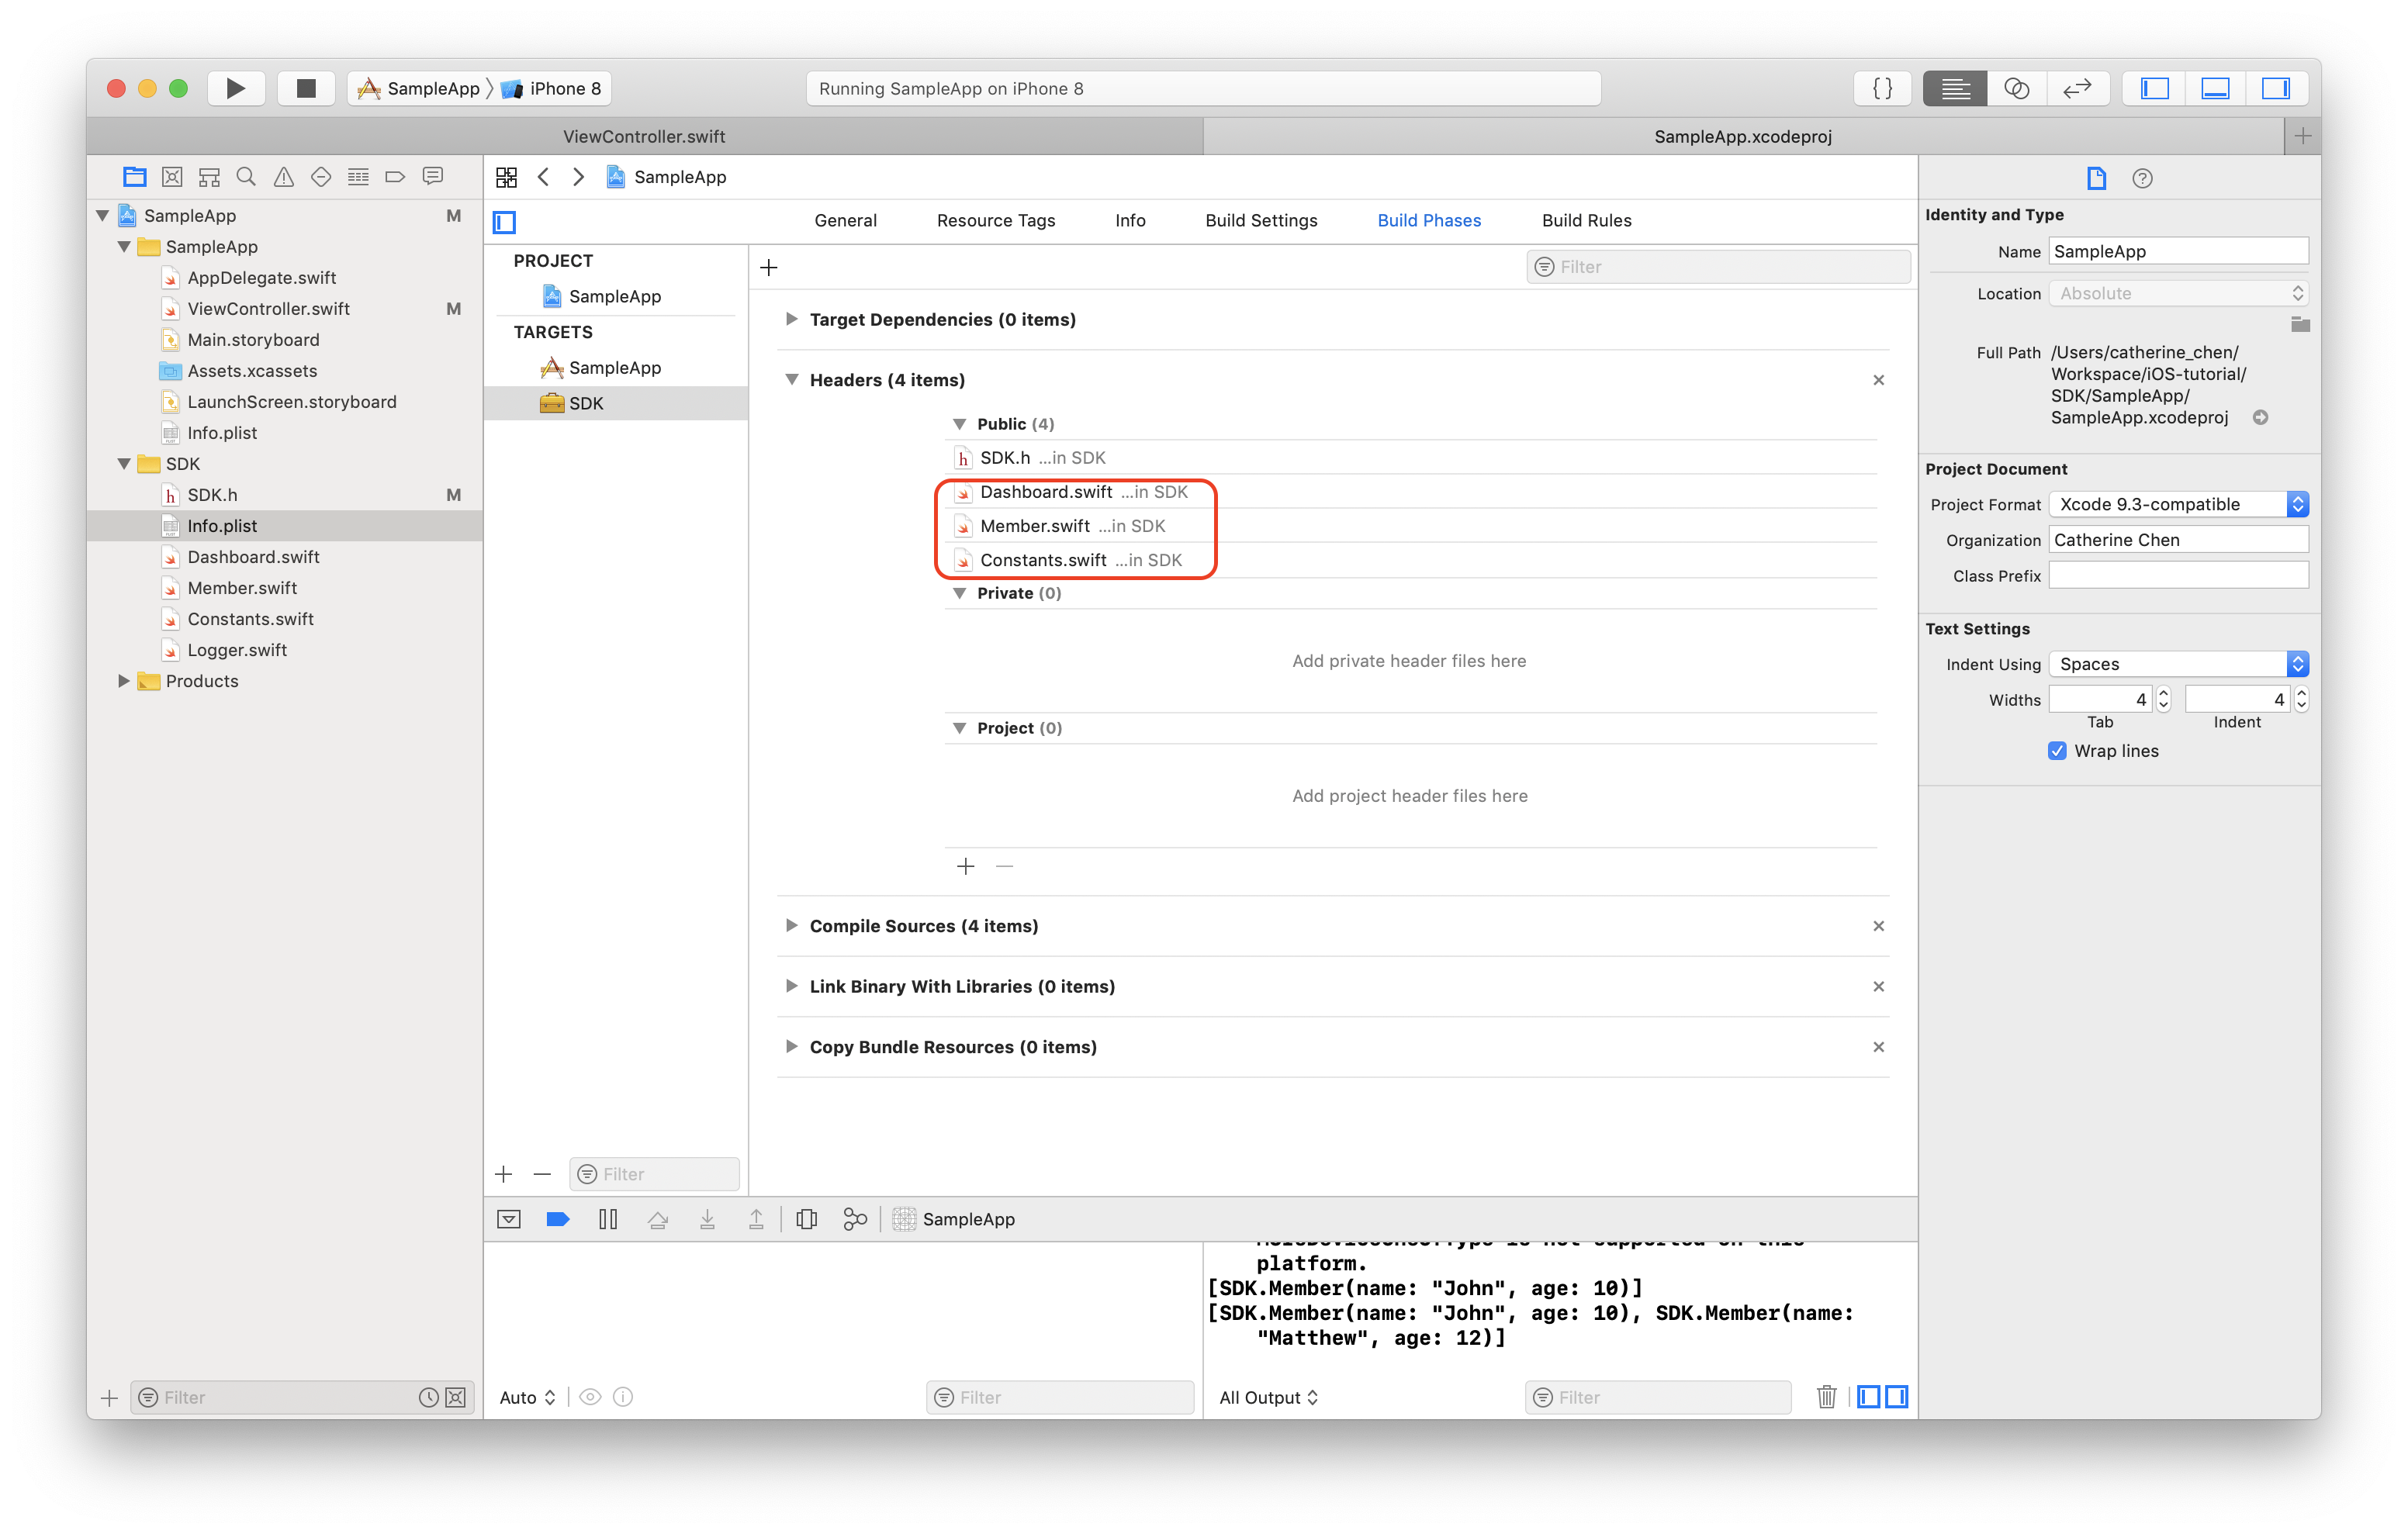 SampleApp
iPhone 8
Running SampleApp on iPhone 8
{ }
ViewController.swift
SampleApp.xcodeproj
SampleApp
M
SampleApp
AppDelegate.swift
ViewController.swift
M
Main.storyboard
Assets.xcassets
LaunchScreen.storyboard
Info.plist
SDK
h SDK.h
M
Info.plist
Dashboard.swift
Member.swift
Constants.swift
Logger.swift
Products
Filter
SampleApp
General
Resource Tags
Info
Build Settings
Build Phases
Build Rules
PROJECT
SampleApp
TARGETS
SampleApp
SDK
Filter
Filter
Target Dependencies (0 items)
Headers (4 items)
Public (4)
h SDK.h ...in SDK
Dashboard.swift ...in SDK
Member.swift ...in SDK
Constants.swift ...in SDK
Private (0)
Add private header files here
Project (0)
Add project header files here
Compile Sources (4 items)
Link Binary With Libraries (0 items)
Copy Bundle Resources (0 items)
SampleApp
Auto
Filter
is not supported on this
platform.
[SDK.Member(name: "John", age: 10)]
[SDK.Member(name: "John", age: 10), SDK.Member(name:
"Matthew", age: 12)]
All Output
Filter
Identity and Type
Name SampleApp
Location Absolute
Full Path /Users/catherine_chen/
Workspace/iOS-tutorial/
SDK/SampleApp/
SampleApp.xcodeproj
Project Document
Project Format Xcode 9.3-compatible
Organization Catherine Chen
Class Prefix
Text Settings
Indent Using Spaces
Widths 4 4
Tab Indent
Wrap lines